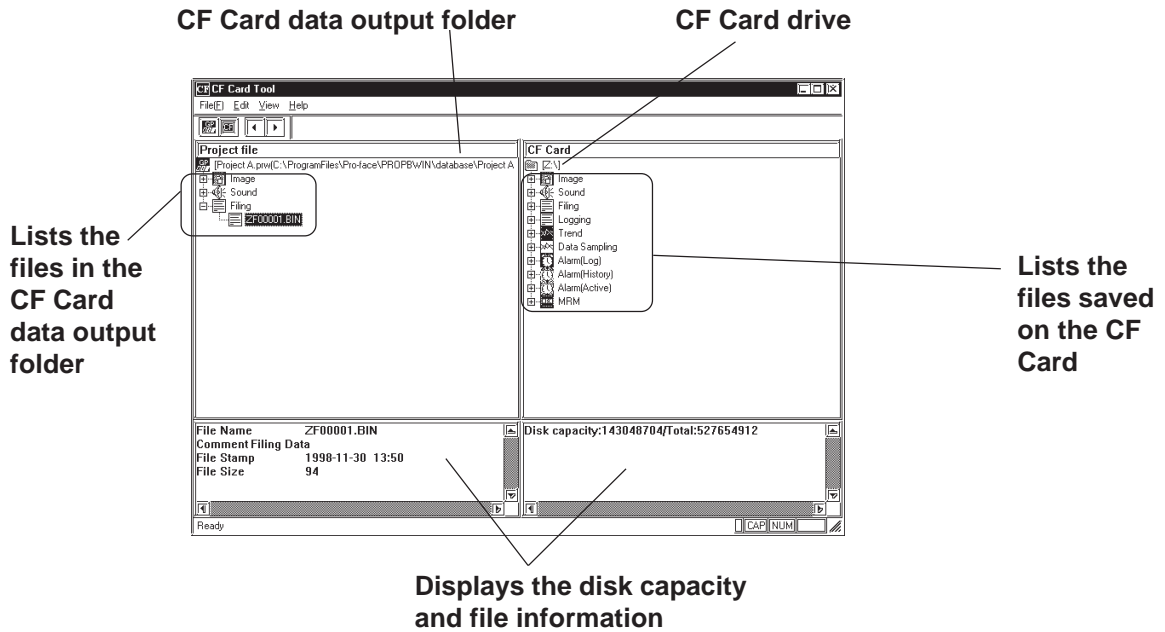 CF Card data output folder
CF Card drive
CF CF Card Tool
File(F) Edit View Help
GP CF
Project file
CF Card
GP [Project A.prw(C:\ProgramFiles\Pro-face\PROPBWIN\database\Project A
[Z:\]
Image
Sound
Filing
ZF00001.BIN
Image
Sound
Filing
Logging
Trend
Data Sampling
Alarm(Log)
Alarm(History)
Alarm(Active)
MRM
Lists the
files in the
CF Card
data output
folder
Lists the
files saved
on the CF
Card
File Name ZF00001.BIN
Comment Filing Data
File Stamp 1998-11-30 13:50
File Size 94
Disk capacity:143048704/Total:527654912
Ready
CAP NUM
Displays the disk capacity
and file information